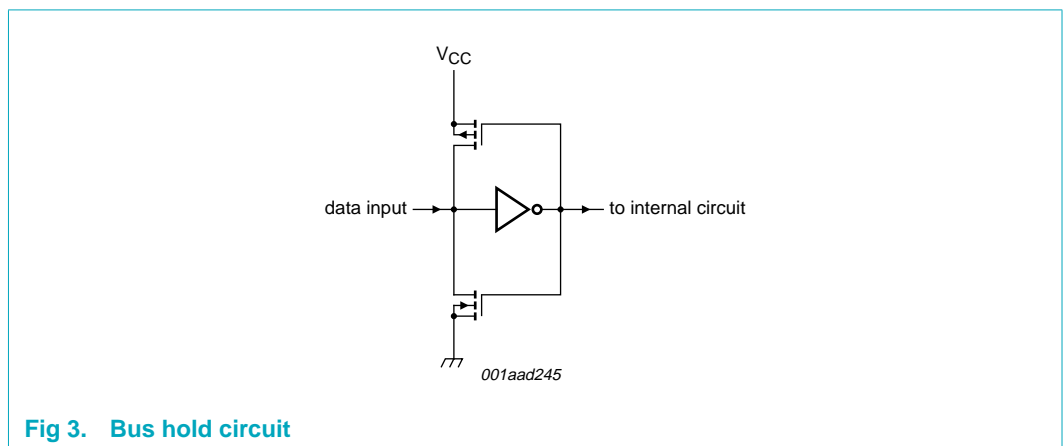 VCC
data input
to internal circuit
001aad245
Fig 3. Bus hold circuit